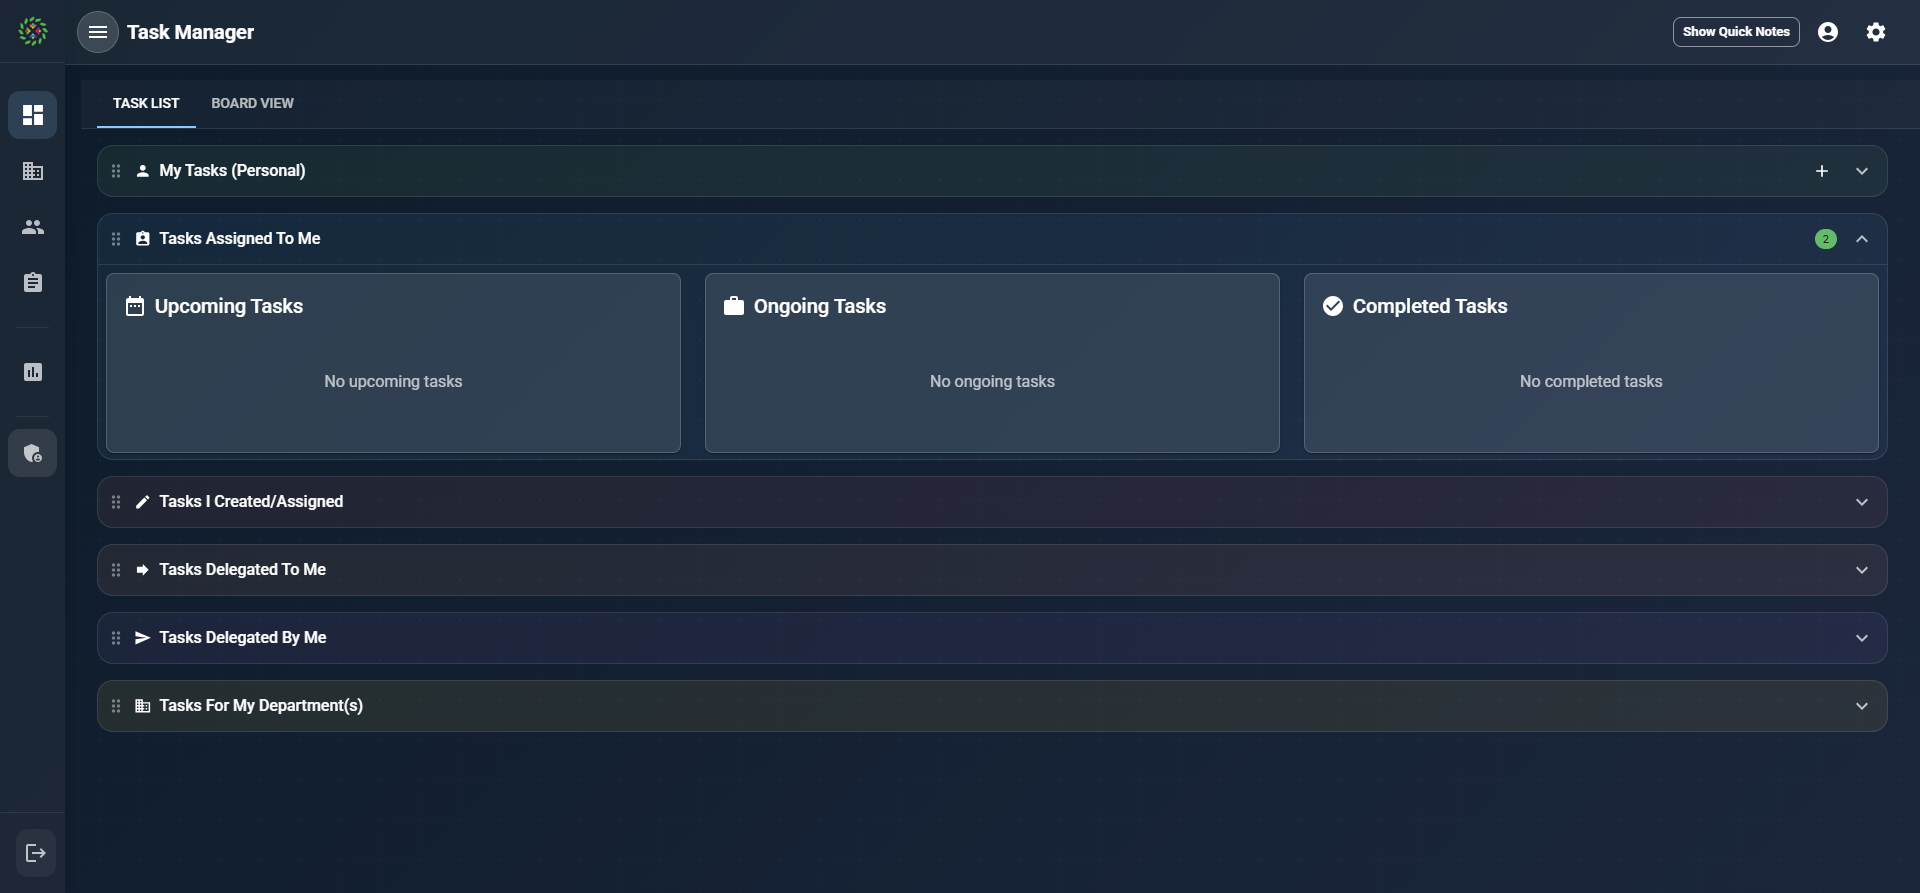 Task Manager
Show Quick Notes
TASK LIST
BOARD VIEW
My Tasks (Personal)
Tasks Assigned To Me
2
Upcoming Tasks
No upcoming tasks
Ongoing Tasks
No ongoing tasks
Completed Tasks
No completed tasks
Tasks I Created/Assigned
Tasks Delegated To Me
Tasks Delegated By Me
Tasks For My Department(s)